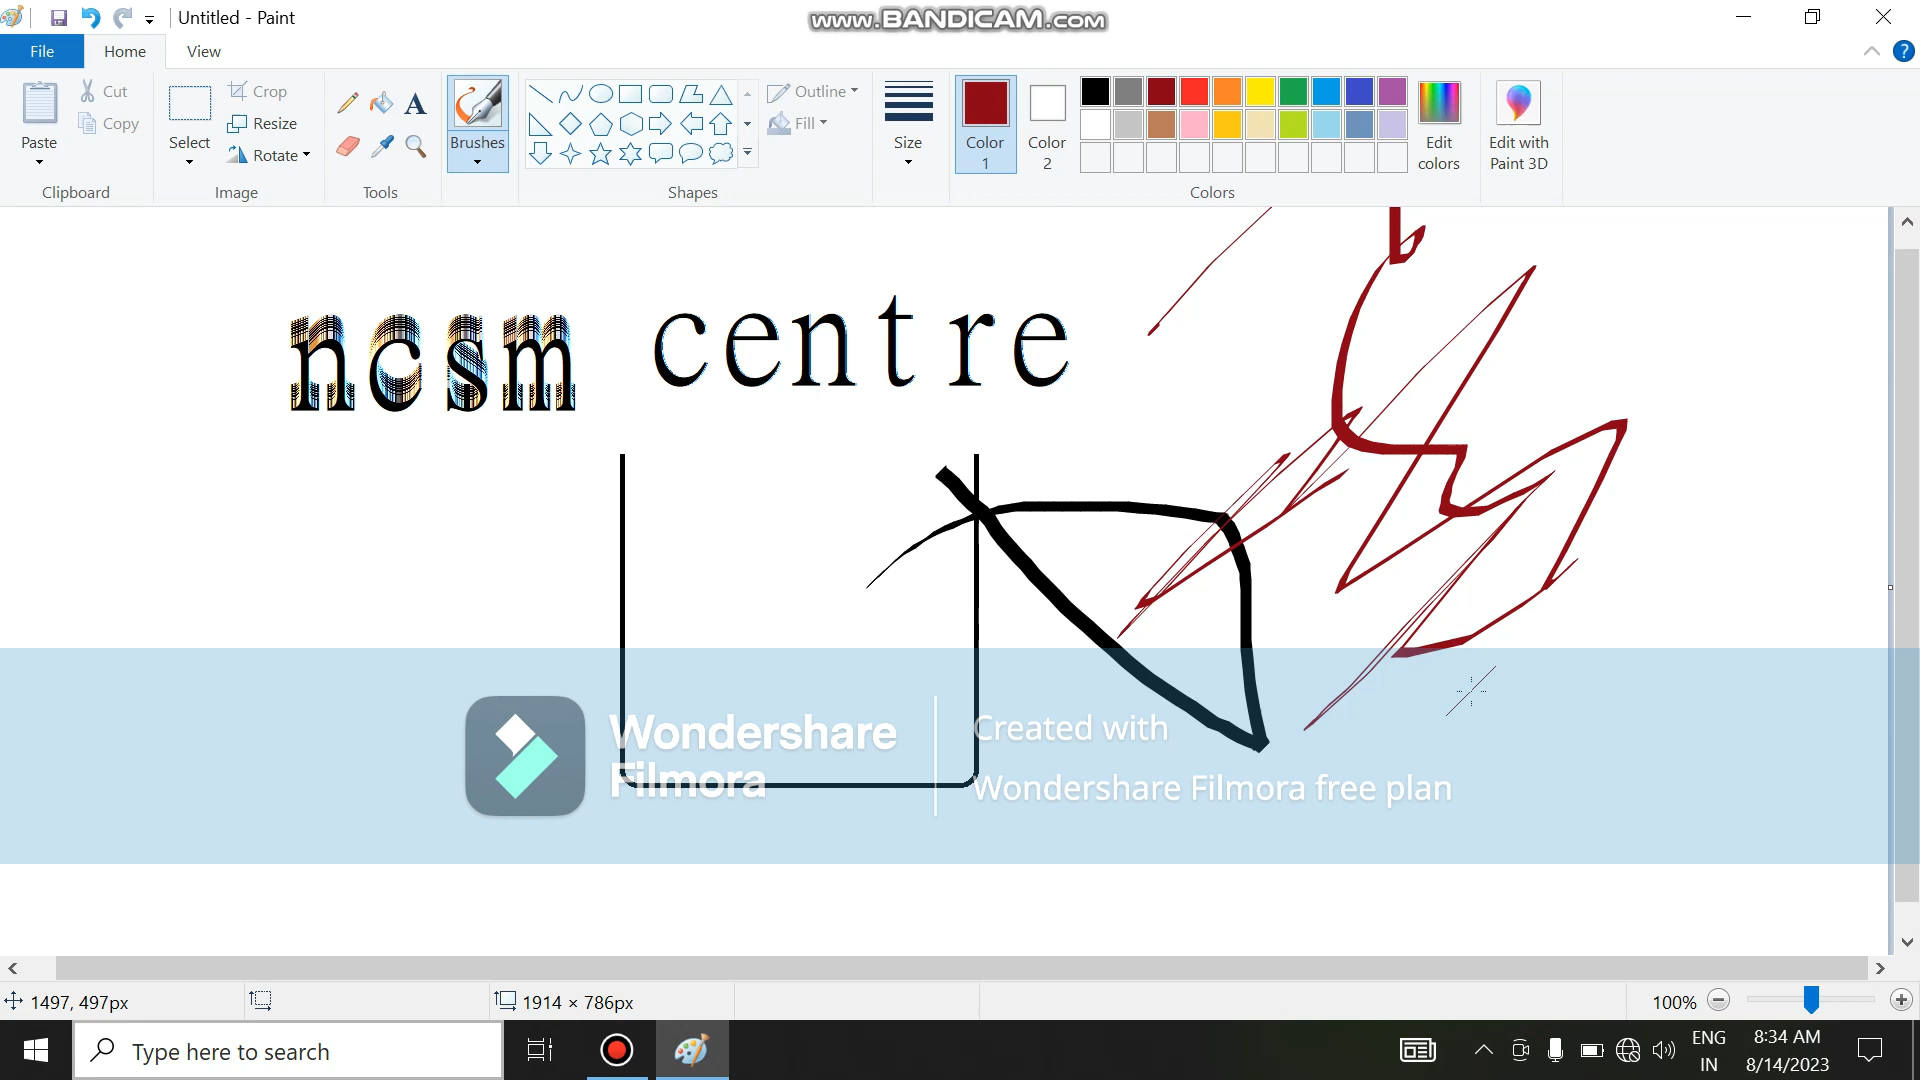 Untitled - Paint
www.BANDICAM.COM
File Home View
Paste
Cut
Copy
Clipboard
Select
Crop
Resize
Rotate
Image
A
Tools
Brushes
Outline
Fill
Shapes
Size
Color 1
Color 2
Edit colors
Colors
Edit with Paint 3D
ncsm centre
Wondershare Filmora
Created with
Wondershare Filmora free plan
1497, 497px
1914 × 786px
100%
Type here to search
ENG
IN
8:34 AM
8/14/2023